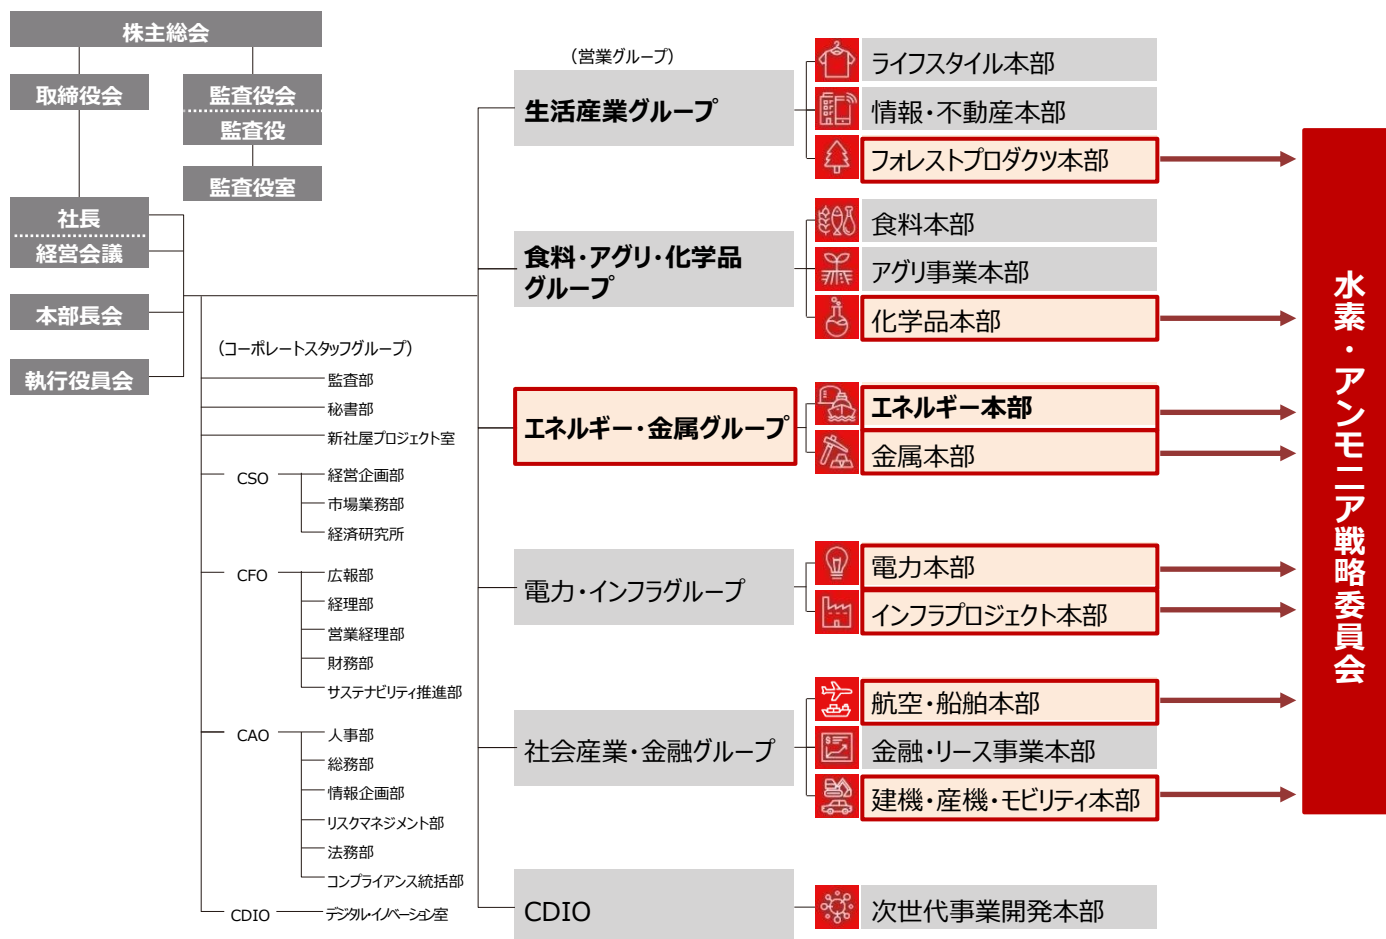 株主総会
取締役会
監査役会
監査役
監査役室
社長
経営会議
本部長会
執行役員会
（コーポレートスタッフグループ）
監査部
秘書部
新社屋プロジェクト室
CSO
経営企画部
市場業務部
経済研究所
CFO
広報部
経理部
営業経理部
財務部
サステナビリティ推進部
CAO
人事部
総務部
情報企画部
リスクマネジメント部
法務部
コンプライアンス統括部
CDIO
デジタル・イノベーション室
（営業グループ）
生活産業グループ
ライフスタイル本部
情報・不動産本部
フォレストプロダクツ本部
食料・アグリ・化学品
グループ
食料本部
アグリ事業本部
化学品本部
エネルギー・金属グループ
エネルギー本部
金属本部
電力・インフラグループ
電力本部
インフラプロジェクト本部
社会産業・金融グループ
航空・船舶本部
金融・リース事業本部
建機・産機・モビリティ本部
CDIO
次世代事業開発本部
水素・アンモニア戦略委員会